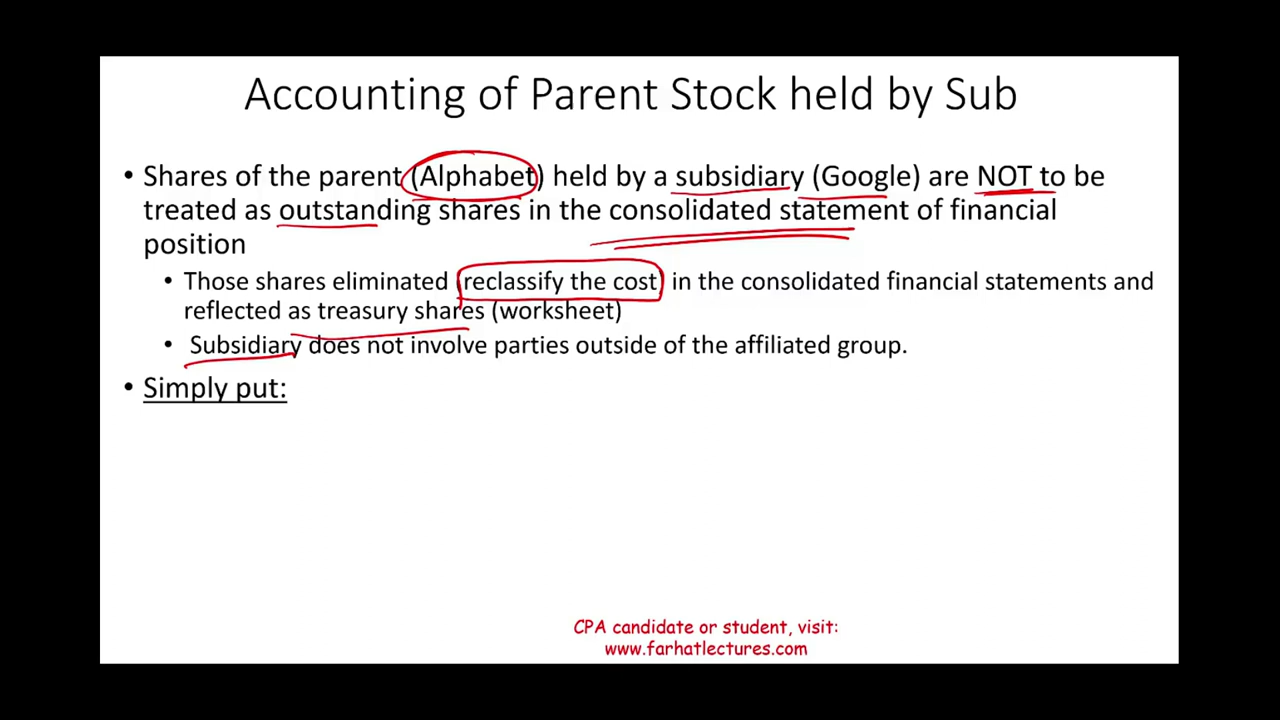 Accounting of Parent Stock held by Sub
• Shares of the parent (Alphabet) held by a subsidiary (Google) are NOT to be
treated as outstanding shares in the consolidated statement of financial
position
• Those shares eliminated (reclassify the cost) in the consolidated financial statements and
reflected as treasury shares (worksheet)
• Subsidiary does not involve parties outside of the affiliated group.
• Simply put:
CPA candidate or student, visit:
www.farhatlectures.com